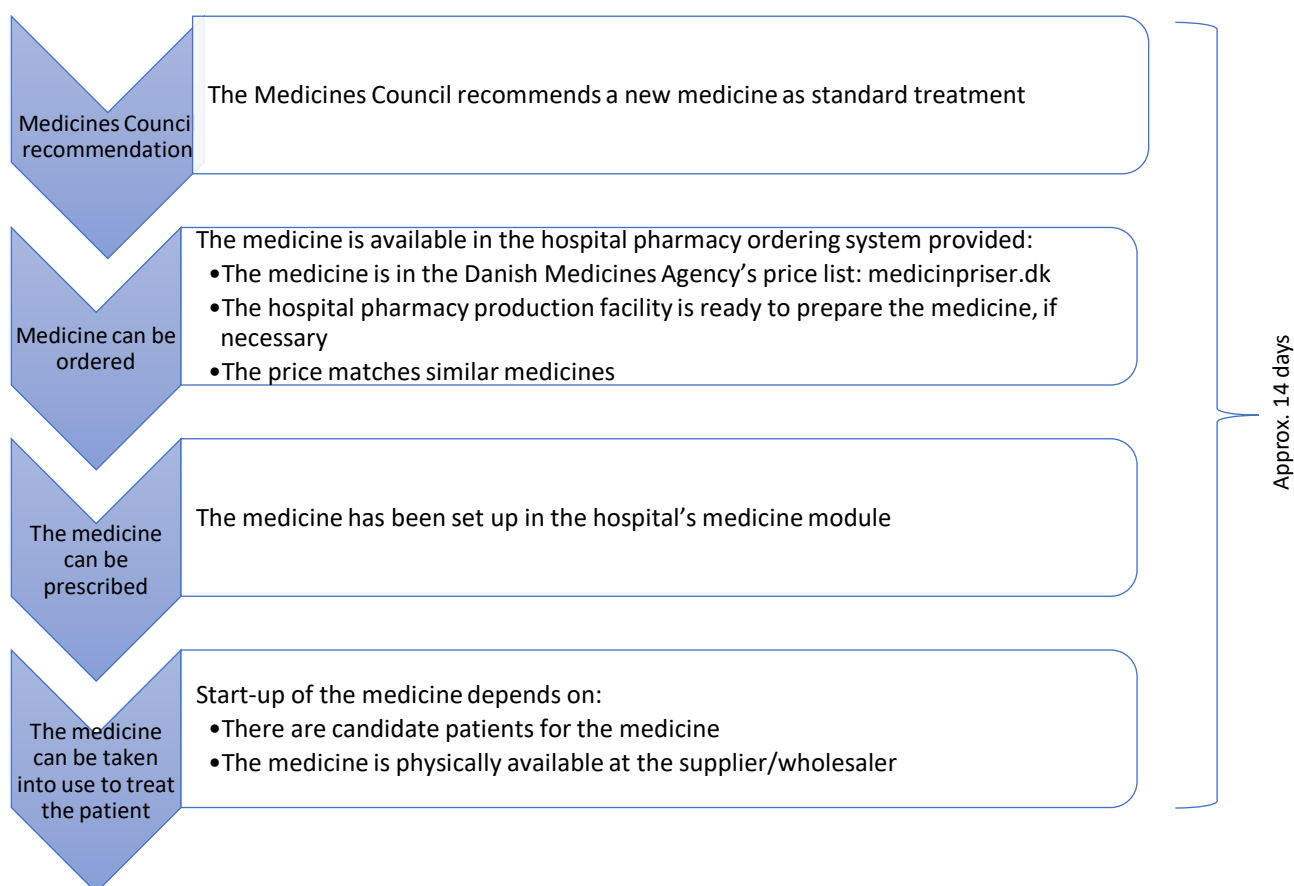 Medicines Counci
recommendation
The Medicines Council recommends a new medicine as standard treatment
Medicine can be
ordered
The medicine is available in the hospital pharmacy ordering system provided:
•The medicine is in the Danish Medicines Agency’s price list: medicinpriser.dk
•The hospital pharmacy production facility is ready to prepare the medicine, if
necessary
•The price matches similar medicines
The medicine
can be
prescribed
The medicine has been set up in the hospital’s medicine module
The medicine
can be taken
into use to treat
the patient
Start-up of the medicine depends on:
•There are candidate patients for the medicine
•The medicine is physically available at the supplier/wholesaler
Approx. 14 days